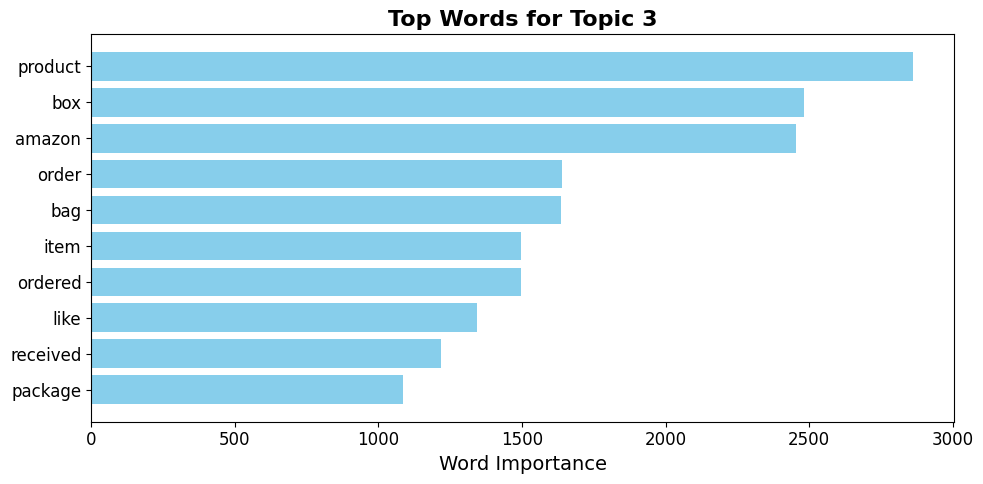 Top Words for Topic 3
product
box
amazon
order
bag
item
ordered
like
received
package
0 500 1000 1500 2000 2500 3000
Word Importance